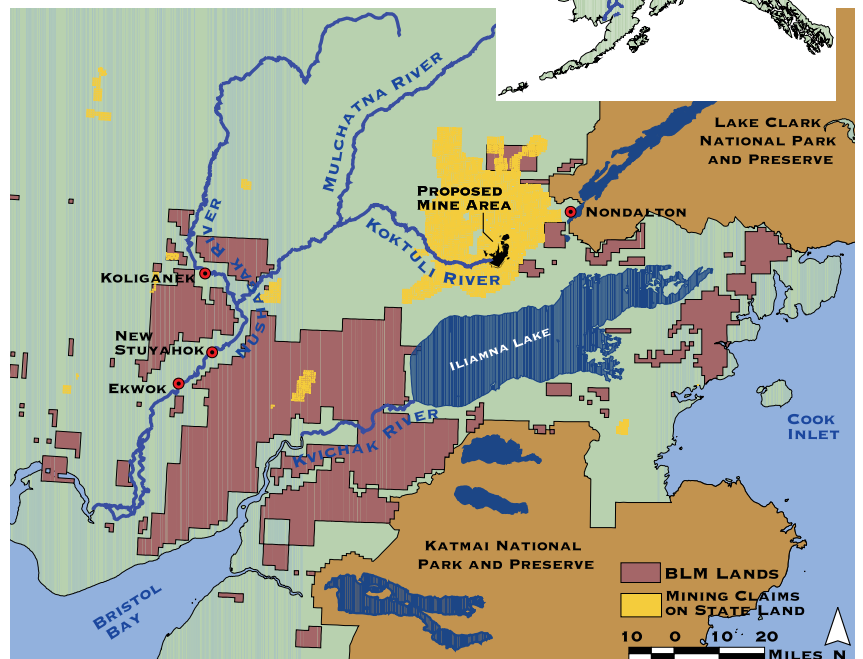 MULCHATNA RIVER
LAKE CLARK
NATIONAL PARK
AND PRESERVE
PROPOSED
MINE AREA
NONDALTON
KOKTULI RIVER
NUSHAGAK RIVER
KOLIGANEK
NEW
STUYAHOK
EKWOK
ILIAMNA LAKE
KVICHAK RIVER
COOK
INLET
KATMAI NATIONAL
PARK AND PRESERVE
BRISTOL
BAY
BLM LANDS
MINING CLAIMS
ON STATE LAND
10 0 10 20
MILES N